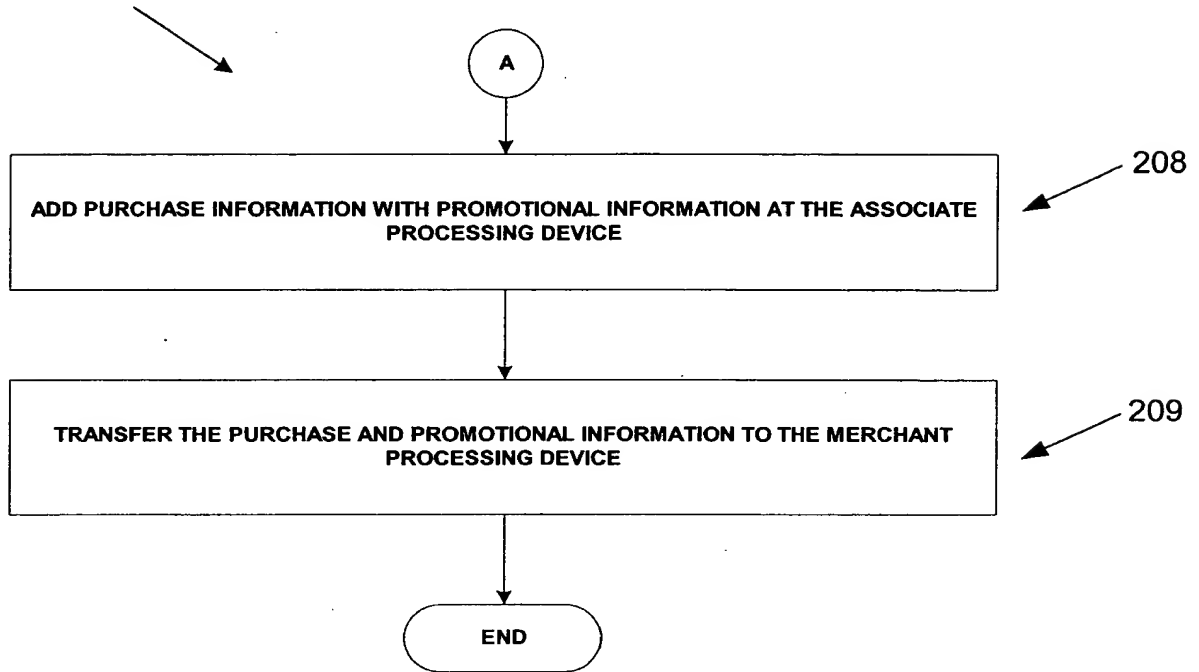 A
208
ADD PURCHASE INFORMATION WITH PROMOTIONAL INFORMATION AT THE ASSOCIATE
PROCESSING DEVICE
209
TRANSFER THE PURCHASE AND PROMOTIONAL INFORMATION TO THE MERCHANT
PROCESSING DEVICE
END